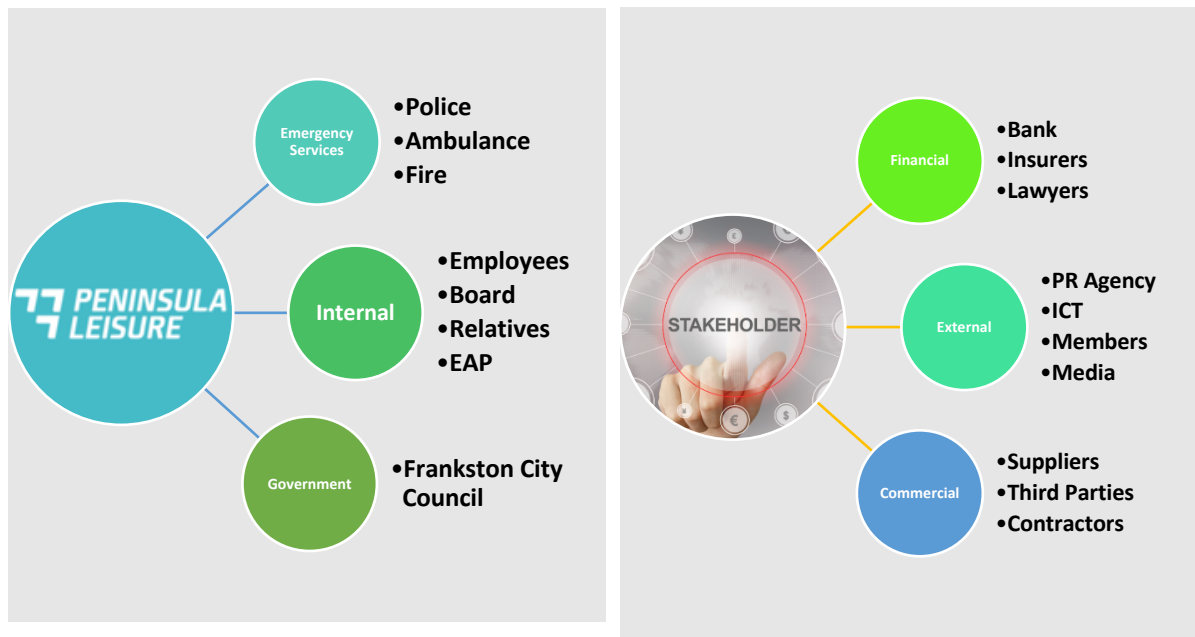 Emergency
Services
•Police
•Ambulance
•Fire
PENINSULA
LEISURE
Internal
•Employees
•Board
•Relatives
•EAP
Government
•Frankston City
Council
Financial
•Bank
•Insurers
•Lawyers
STAKEHOLDER
External
•PR Agency
•ICT
•Members
•Media
Commercial
•Suppliers
•Third Parties
•Contractors